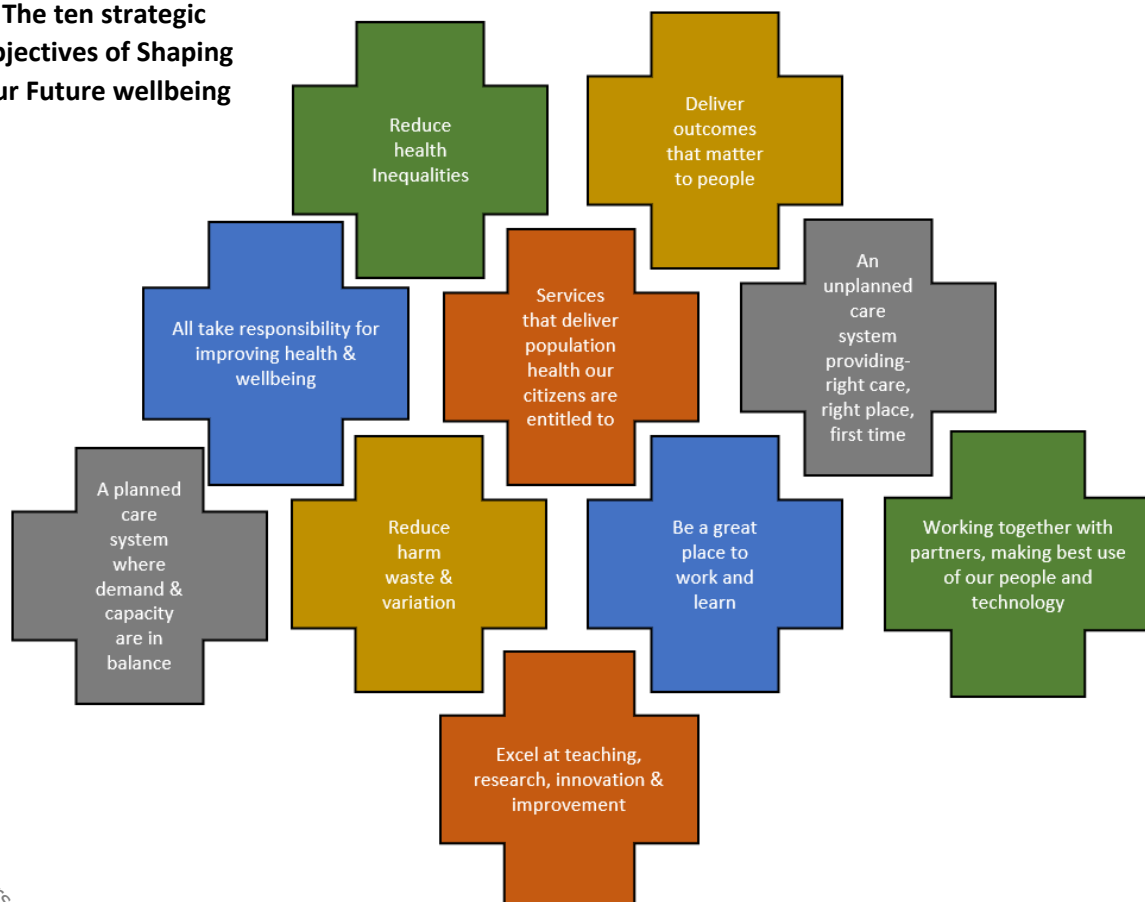 The ten strategic
bjectives of Shaping
ur Future wellbeing
Reduce
health
Inequalities
Deliver
outcomes
that matter
to people
All take responsibility for
improving health &
wellbeing
Services
that deliver
population
health our
citizens are
entitled to
An
unplanned
care
system
providing-
right care,
right place,
first time
A planned
care
system
where
demand &
capacity
are in
balance
Reduce
harm
waste &
variation
Be a great
place to
work and
learn
Working together with
partners, making best use
of our people and
technology
Excel at teaching,
research, innovation &
improvement